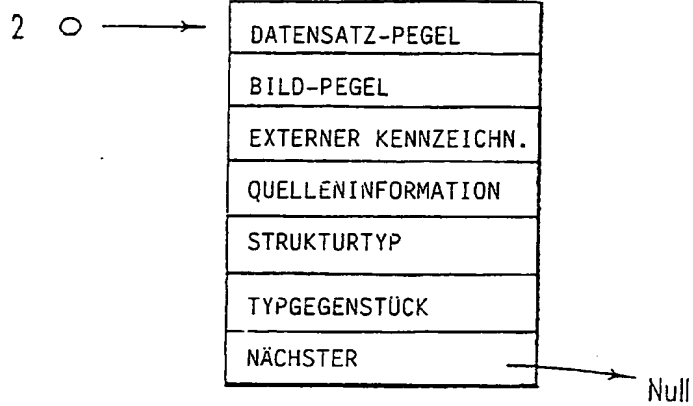 2
DATENSATZ-PEGEL
BILD-PEGEL
EXTERNER KENNZEICHN.
QUELLENINFORMATION
STRUKTURTYP
TYPGEGENSTÜCK
NÄCHSTER
Null